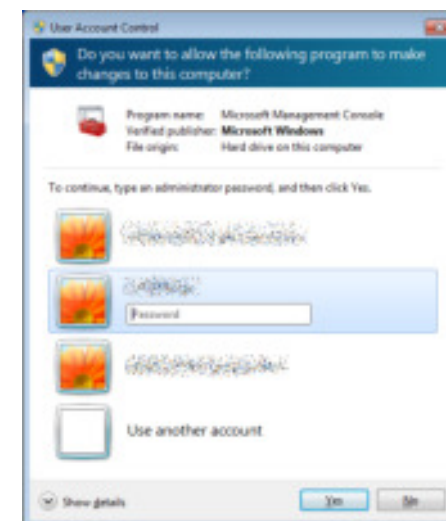 User Account Control
Do you want to allow the following program to make
changes to this computer?
Program name: Microsoft Management Console
Verified publisher: Microsoft Windows
File origin: Hard drive on this computer
To continue, type an administrator password, and then click Yes.
Password
Use another account
Show details
Yes
No